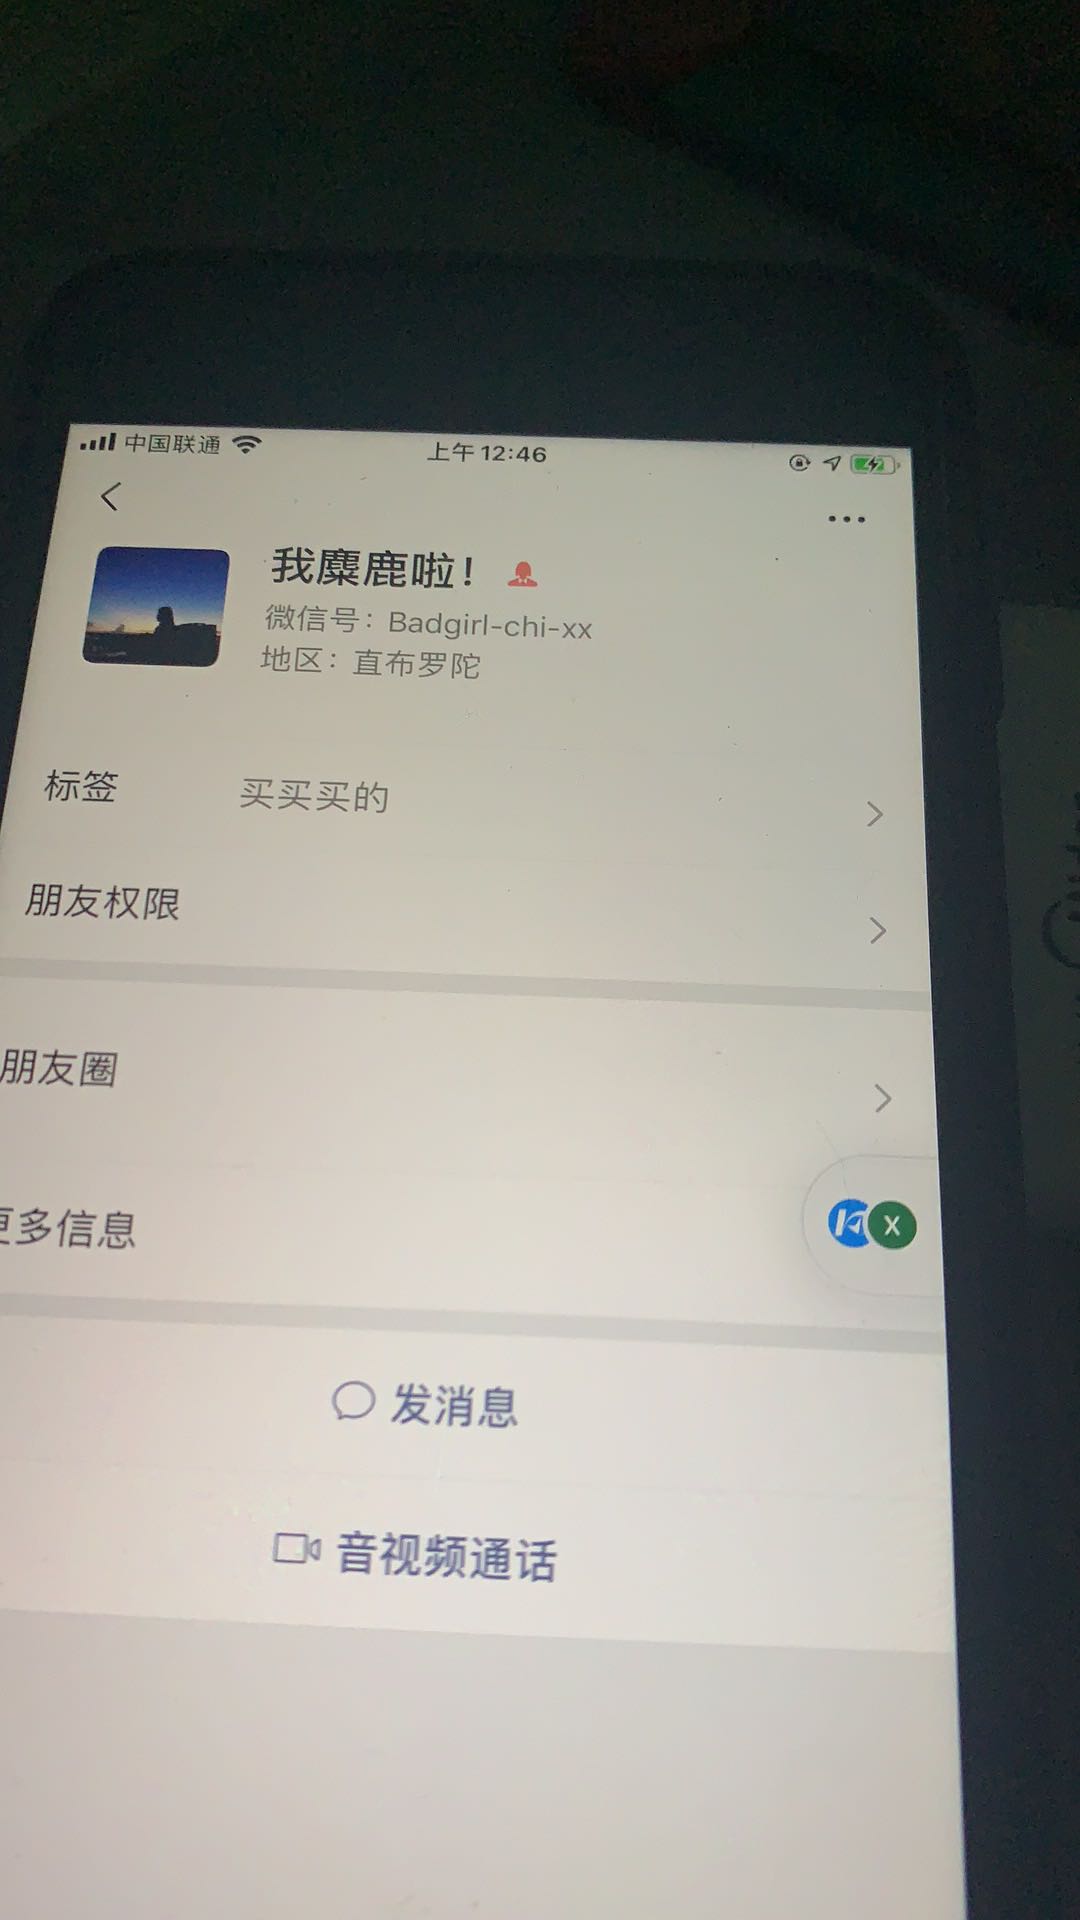 中国联通
上午12:46
我麋鹿啦！
微信号：Badgirl-chi-xx
地区：直布罗陀
标签 买买买的
朋友权限
朋友圈
更多信息
X
发消息
音视频通话